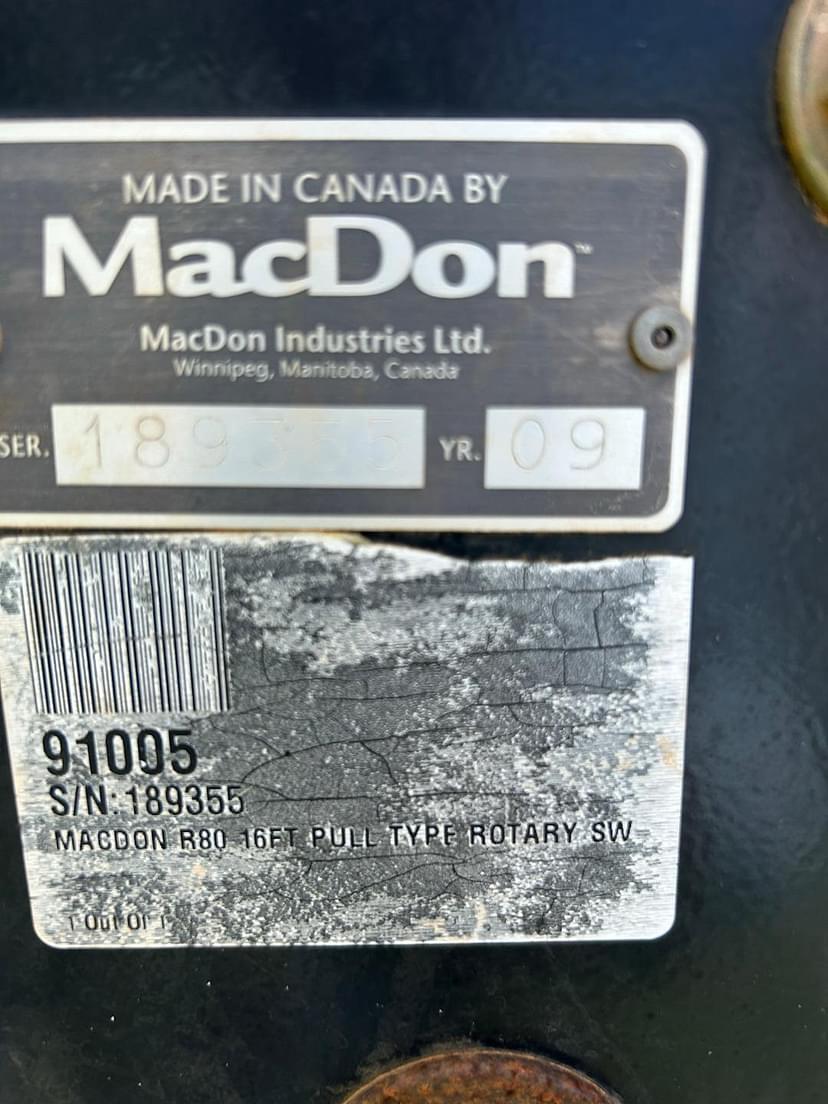 MADE IN CANADA BY
MacDon™
MacDon Industries Ltd.
Winnipeg, Manitoba, Canada
SER. 189355 YR. 09
91005
S/N:189355
MACDON R80 16FT PULL TYPE ROTARY SW
1 Out Of 1